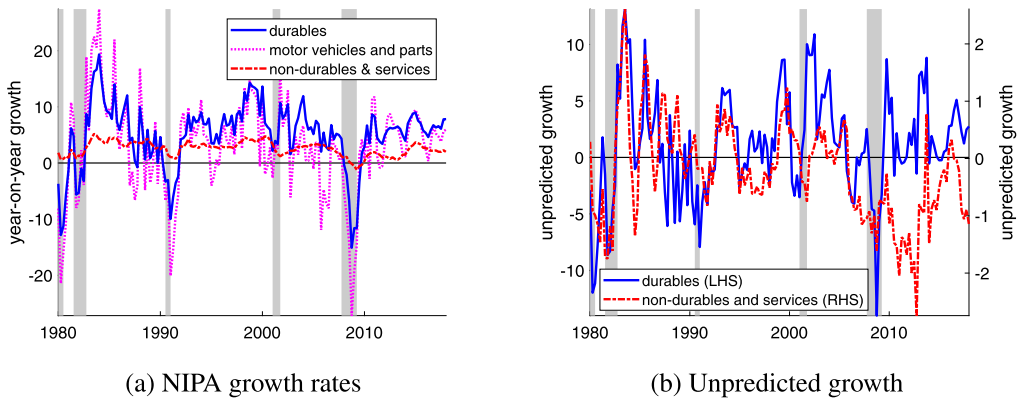 durables
motor vehicles and parts
non-durables & services
year-on-year growth
20
10
0
-10
-20
1980 1990 2000 2010
(a) NIPA growth rates
unpredicted growth
10
5
0
-5
-10
durables (LHS)
non-durables and services (RHS)
2
1
0
-1
-2
unpredicted growth
1980 1990 2000 2010
(b) Unpredicted growth